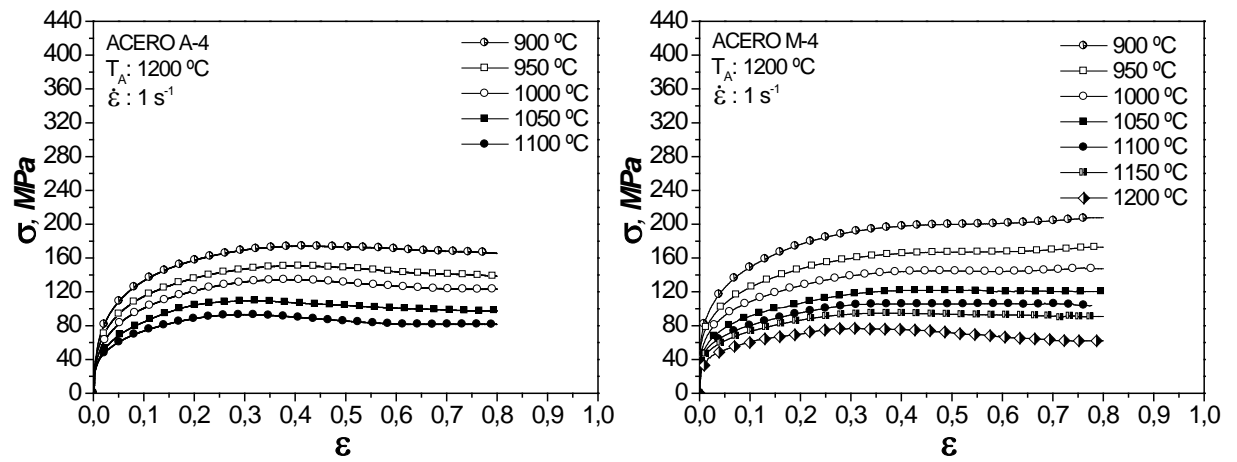 440
400
360
320
280
240
200
160
120
80
40
0
σ, MPa
ACERO A-4
T_A: 1200 ºC
ε̇ : 1 s⁻¹
900 ºC
950 ºC
1000 ºC
1050 ºC
1100 ºC
0,0 0,1 0,2 0,3 0,4 0,5 0,6 0,7 0,8 0,9 1,0
ε
440
400
360
320
280
240
200
160
120
80
40
0
σ, MPa
ACERO M-4
T_A: 1200 ºC
ε̇ : 1 s⁻¹
900 ºC
950 ºC
1000 ºC
1050 ºC
1100 ºC
1150 ºC
1200 ºC
0,0 0,1 0,2 0,3 0,4 0,5 0,6 0,7 0,8 0,9 1,0
ε